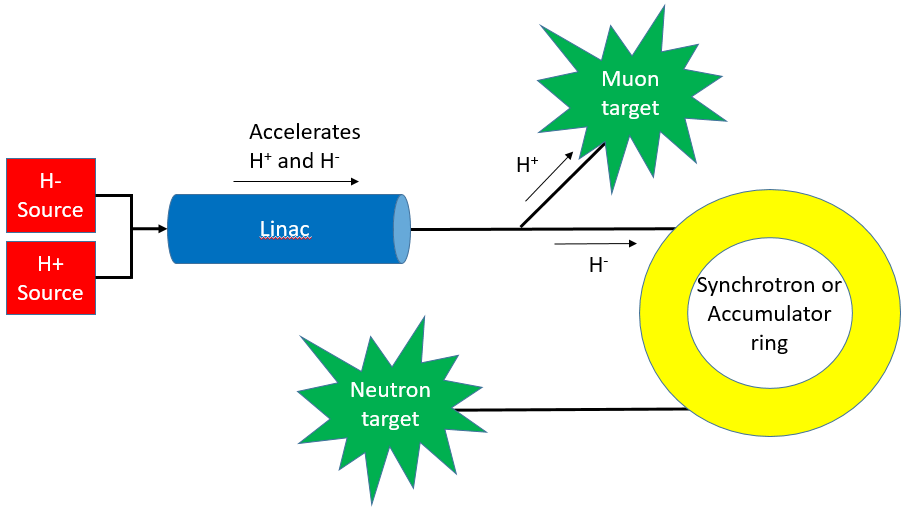 Muon
target
Accelerates
H⁺ and H⁻
H⁺
H-
Source
Linac
H⁻
H+
Source
Synchrotron or
Accumulator
ring
Neutron
target